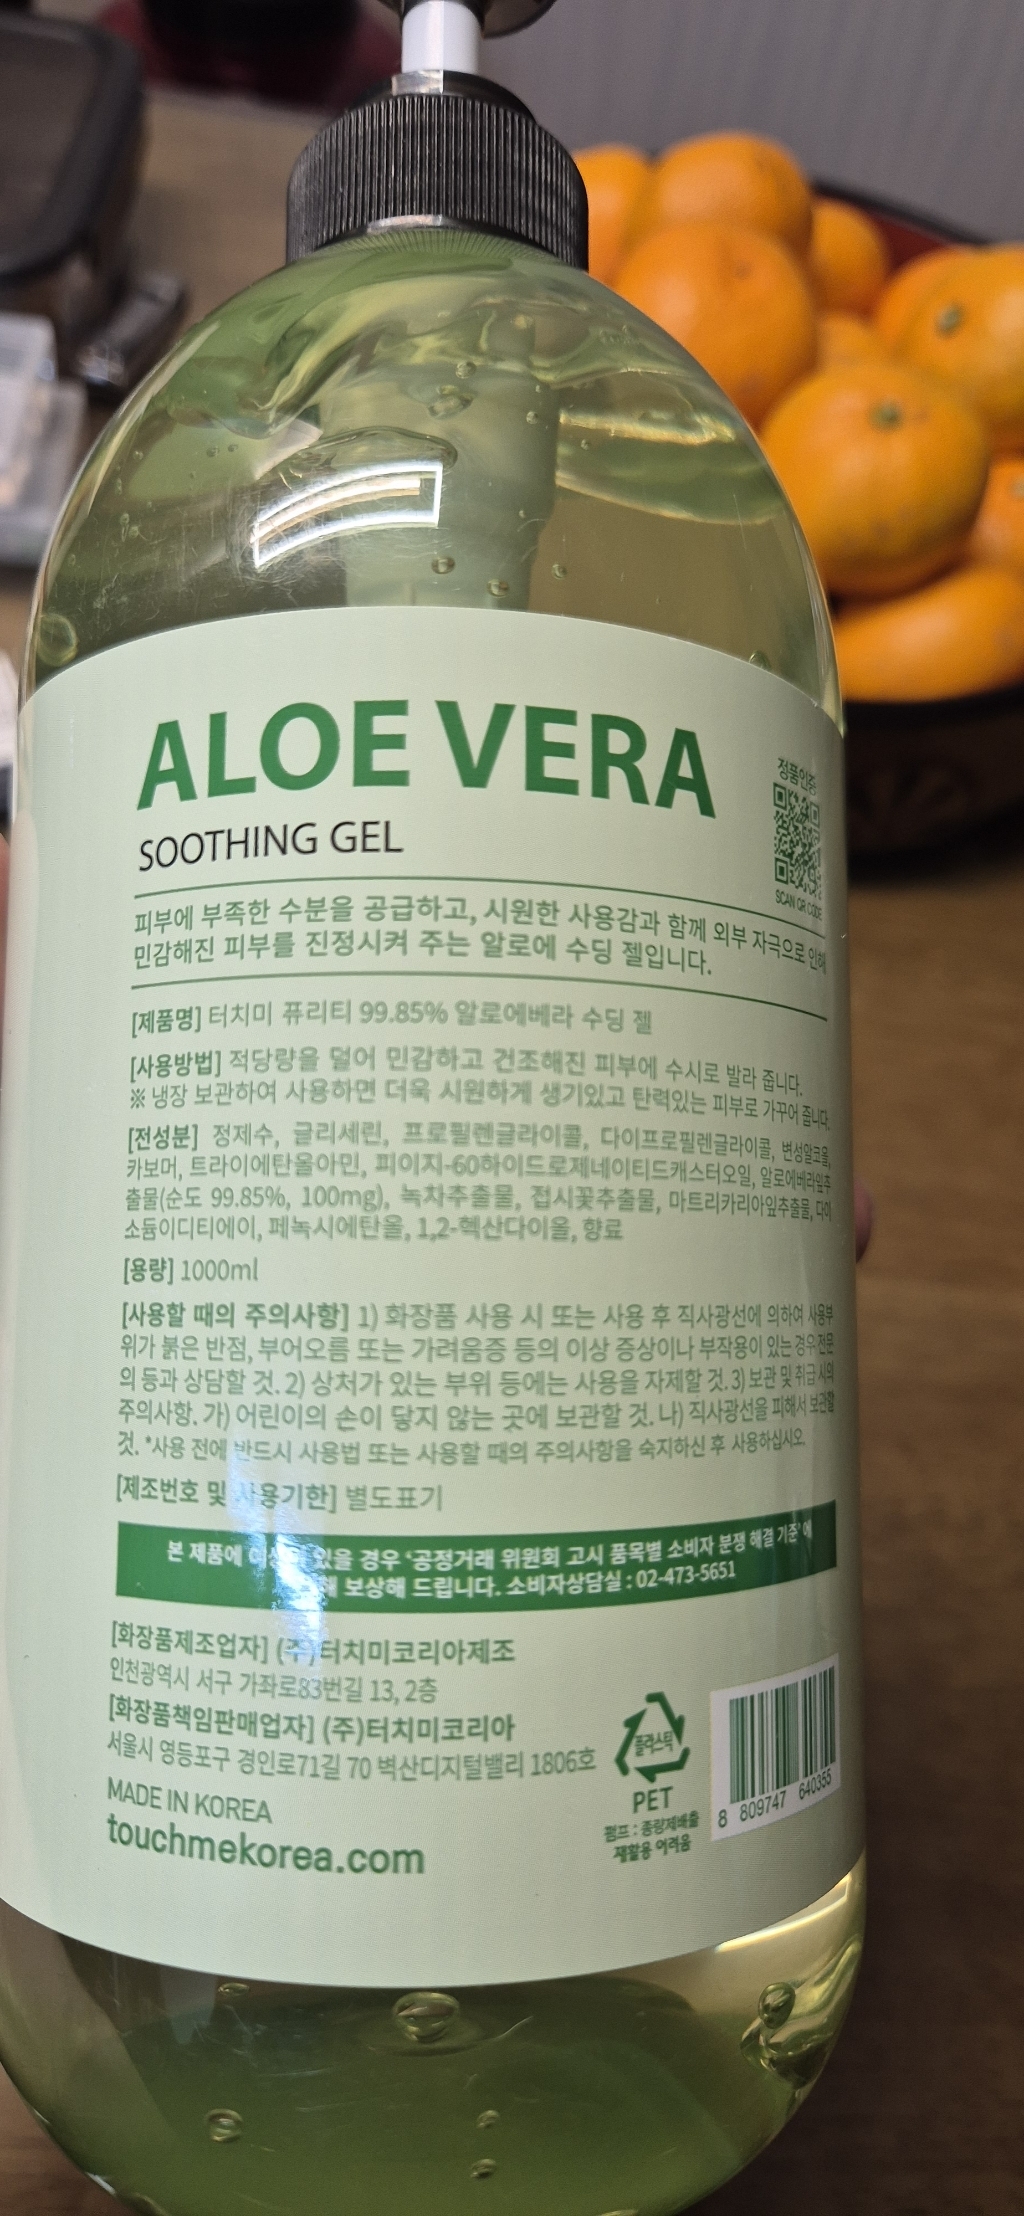 ALOE VERA
SOOTHING GEL
정품인증
SCAN QR CODE
피부에 부족한 수분을 공급하고, 시원한 사용감과 함께 외부 자극으로 인해
민감해진 피부를 진정시켜 주는 알로에 수딩 젤입니다.
[제품명] 터치미 퓨리티 99.85% 알로에베라 수딩 젤
[사용방법] 적당량을 덜어 민감하고 건조해진 피부에 수시로 발라 줍니다.
※ 냉장 보관하여 사용하면 더욱 시원하게 생기있고 탄력있는 피부로 가꾸어 줍니다.
[전성분] 정제수, 글리세린, 프로필렌글라이콜, 다이프로필렌글라이콜, 변성알코올,
카보머, 트라이에탄올아민, 피이지-60하이드로제네이티드캐스터오일, 알로에베라잎추
출물(순도 99.85%, 100mg), 녹차추출물, 접시꽃추출물, 마트리카리아잎추출물, 다이
소듐이디티에이, 페녹시에탄올, 1,2-헥산다이올, 향료
[용량] 1000ml
[사용할 때의 주의사항] 1) 화장품 사용 시 또는 사용 후 직사광선에 의하여 사용부
위가 붉은 반점, 부어오름 또는 가려움증 등의 이상 증상이나 부작용이 있는 경우 전문
의 등과 상담할 것. 2) 상처가 있는 부위 등에는 사용을 자제할 것. 3) 보관 및 취급 시의
주의사항. 가) 어린이의 손이 닿지 않는 곳에 보관할 것. 나) 직사광선을 피해서 보관할
것. *사용 전에 반드시 사용법 또는 사용할 때의 주의사항을 숙지하신 후 사용하십시오.
[제조번호 및 사용기한] 별도표기
본 제품에 있을 경우 '공정거래 위원회 고시 품목별 소비자 분쟁 해결 기준' 에
보상해 드립니다. 소비자상담실 : 02-473-5651
[화장품제조업자] (주)터치미코리아제조
인천광역시 서구 가좌로83번길 13, 2층
[화장품책임판매업자] (주)터치미코리아
서울시 영등포구 경인로71길 70 벽산디지털밸리 1806호
MADE IN KOREA
touchmekorea.com
플라스틱
PET
펌프 : 종량제배출
재활용 어려움
8 809747 640355